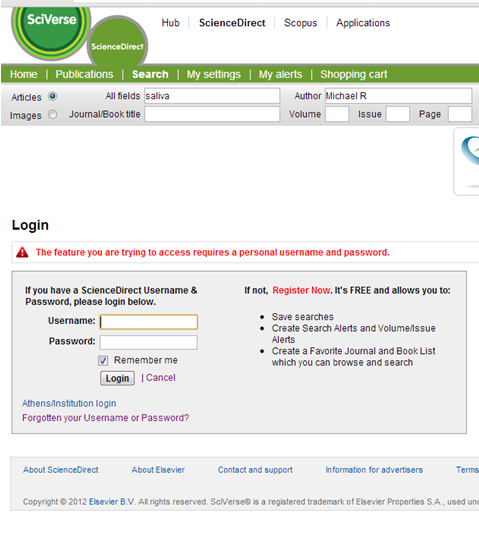 SciVerse
ScienceDirect
Hub ScienceDirect Scopus Applications
Home | Publications | Search | My settings | My alerts | Shopping cart
Articles All fields saliva Author Michael R
Images Journal/Book title Volume Issue Page
Login
The feature you are trying to access requires a personal username and password.
If you have a ScienceDirect Username &
Password, please login below.
Username:
Password:
Remember me
Login | Cancel
Athens/Institution login
Forgotten your Username or Password?
If not, Register Now. It's FREE and allows you to:
Save searches
Create Search Alerts and Volume/Issue
Alerts
Create a Favorite Journal and Book List
which you can browse and search
About ScienceDirect About Elsevier Contact and support Information for advertisers Terms
Copyright © 2012 Elsevier B.V. All rights reserved. SciVerse® is a registered trademark of Elsevier Properties S.A., used un